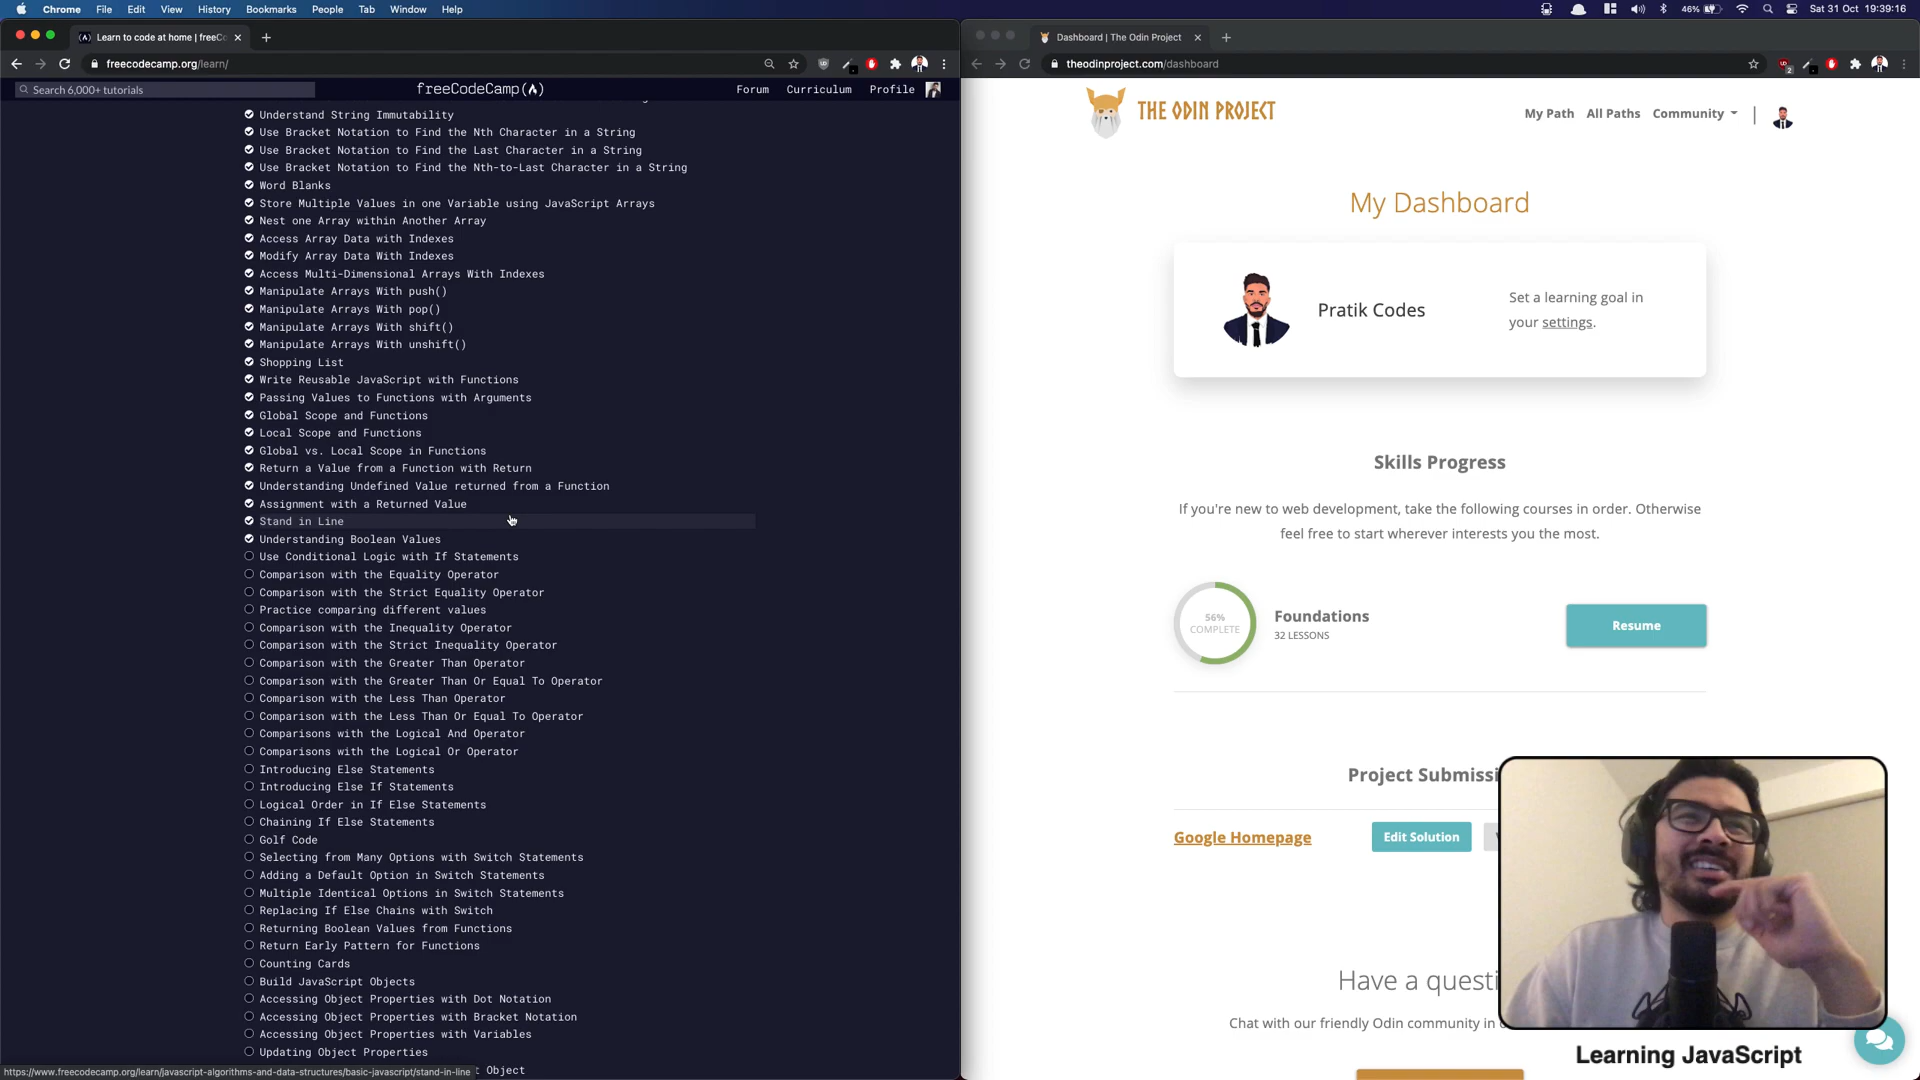 Chrome File Edit View History Bookmarks People Tab Window Help
46% Sat 31 Oct 19:39:16
Learn to code at home | freeC
freecodecamp.org/learn/
Search 6,000+ tutorials
freeCodeCamp(🔥)
Forum Curriculum Profile
Understand String Immutability
Use Bracket Notation to Find the Nth Character in a String
Use Bracket Notation to Find the Last Character in a String
Use Bracket Notation to Find the Nth-to-Last Character in a String
Word Blanks
Store Multiple Values in one Variable using JavaScript Arrays
Nest one Array within Another Array
Access Array Data with Indexes
Modify Array Data With Indexes
Access Multi-Dimensional Arrays With Indexes
Manipulate Arrays With push()
Manipulate Arrays With pop()
Manipulate Arrays With shift()
Manipulate Arrays With unshift()
Shopping List
Write Reusable JavaScript with Functions
Passing Values to Functions with Arguments
Global Scope and Functions
Local Scope and Functions
Global vs. Local Scope in Functions
Return a Value from a Function with Return
Understanding Undefined Value returned from a Function
Assignment with a Returned Value
Stand in Line
Understanding Boolean Values
Use Conditional Logic with If Statements
Comparison with the Equality Operator
Comparison with the Strict Equality Operator
Practice comparing different values
Comparison with the Inequality Operator
Comparison with the Strict Inequality Operator
Comparison with the Greater Than Operator
Comparison with the Greater Than Or Equal To Operator
Comparison with the Less Than Operator
Comparison with the Less Than Or Equal To Operator
Comparisons with the Logical And Operator
Comparisons with the Logical Or Operator
Introducing Else Statements
Introducing Else If Statements
Logical Order in If Else Statements
Chaining If Else Statements
Golf Code
Selecting from Many Options with Switch Statements
Adding a Default Option in Switch Statements
Multiple Identical Options in Switch Statements
Replacing If Else Chains with Switch
Returning Boolean Values from Functions
Return Early Pattern for Functions
Counting Cards
Build JavaScript Objects
Accessing Object Properties with Dot Notation
Accessing Object Properties with Bracket Notation
Accessing Object Properties with Variables
Updating Object Properties
t Object
https://www.freecodecamp.org/learn/javascript-algorithms-and-data-structures/basic-javascript/stand-in-line
Dashboard | The Odin Project
theodinproject.com/dashboard
THE ODIN PROJECT
My Path All Paths Community
My Dashboard
Pratik Codes
Set a learning goal in
your settings.
Skills Progress
If you're new to web development, take the following courses in order. Otherwise
feel free to start wherever interests you the most.
56%
COMPLETE
Foundations
32 LESSONS
Resume
Project Submissi
Google Homepage
Edit Solution
Have a questi
Chat with our friendly Odin community in
Learning JavaScript